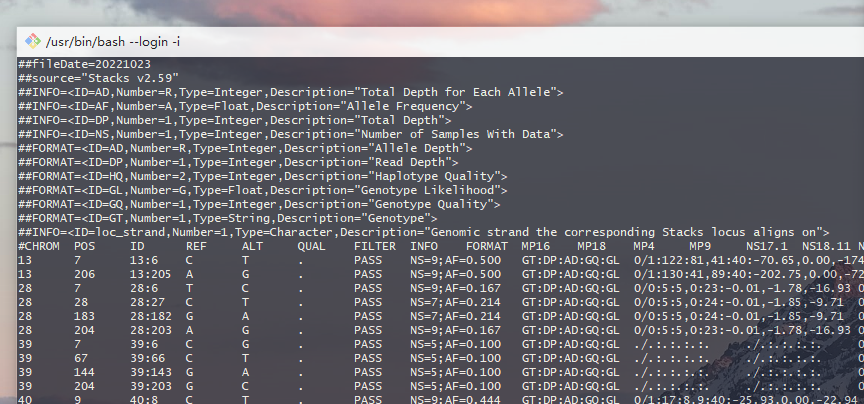 /usr/bin/bash --login -i
##fileDate=20221023
##source="Stacks v2.59"
##INFO=<ID=AD,Number=R,Type=Integer,Description="Total Depth for Each Allele">
##INFO=<ID=AF,Number=A,Type=Float,Description="Allele Frequency">
##INFO=<ID=DP,Number=1,Type=Integer,Description="Total Depth">
##INFO=<ID=NS,Number=1,Type=Integer,Description="Number of Samples With Data">
##FORMAT=<ID=AD,Number=R,Type=Integer,Description="Allele Depth">
##FORMAT=<ID=DP,Number=1,Type=Integer,Description="Read Depth">
##FORMAT=<ID=HQ,Number=2,Type=Integer,Description="Haplotype Quality">
##FORMAT=<ID=GL,Number=G,Type=Float,Description="Genotype Likelihood">
##FORMAT=<ID=GQ,Number=1,Type=Integer,Description="Genotype Quality">
##FORMAT=<ID=GT,Number=1,Type=String,Description="Genotype">
##INFO=<ID=loc_strand,Number=1,Type=Character,Description="Genomic strand the corresponding Stacks locus aligns on">
#CHROM POS ID REF ALT QUAL FILTER INFO FORMAT MP16 MP18 MP4 MP9 NS17.1 NS18.11 N
13 7 13:6 C T . PASS NS=9;AF=0.500 GT:DP:AD:GQ:GL 0/1:122:81,41:40:-70.65,0.00,-174
13 206 13:205 A G . PASS NS=9;AF=0.500 GT:DP:AD:GQ:GL 0/1:130:41,89:40:-202.75,0.00,-72
28 7 28:6 T C . PASS NS=9;AF=0.167 GT:DP:AD:GQ:GL 0/0:5:5,0:23:-0.01,-1.78,-16.93 0
28 28 28:27 C T . PASS NS=7;AF=0.214 GT:DP:AD:GQ:GL 0/0:5:5,0:24:-0.01,-1.85,-9.71 0
28 183 28:182 G A . PASS NS=7;AF=0.214 GT:DP:AD:GQ:GL 0/0:5:5,0:24:-0.01,-1.85,-9.71 0
28 204 28:203 A G . PASS NS=9;AF=0.167 GT:DP:AD:GQ:GL 0/0:5:5,0:23:-0.01,-1.78,-16.93 0
39 7 39:6 C G . PASS NS=5;AF=0.100 GT:DP:AD:GQ:GL ./.:.:.:.:. ./.:.:.:.:. 0
39 67 39:66 C T . PASS NS=5;AF=0.100 GT:DP:AD:GQ:GL ./.:.:.:.:. ./.:.:.:.:. 0
39 144 39:143 G A . PASS NS=5;AF=0.100 GT:DP:AD:GQ:GL ./.:.:.:.:. ./.:.:.:.:. 0
39 204 39:203 G C . PASS NS=5;AF=0.100 GT:DP:AD:GQ:GL ./.:.:.:.:. ./.:.:.:.:. 0
40 9 40:8 C T . PASS NS=9;AF=0.444 GT:DP:AD:GQ:GL 0/1:17:8,9:40:-25.93,0.00,-22.94